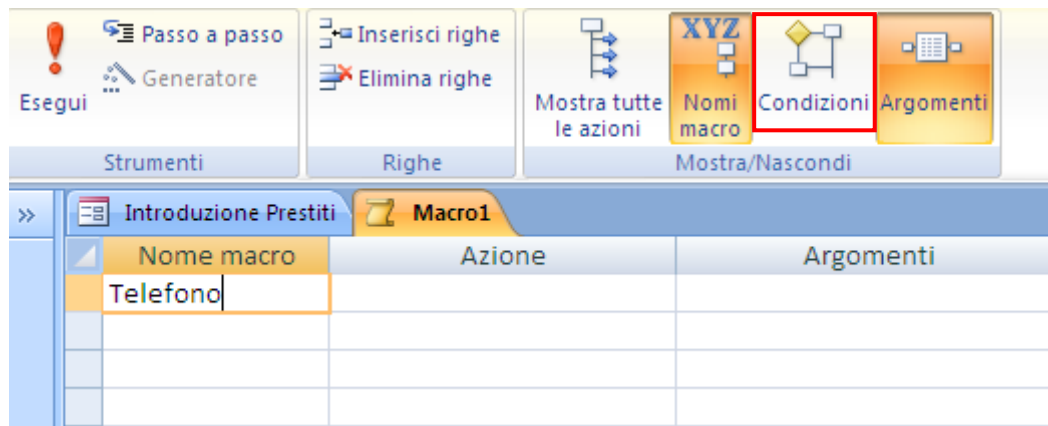 Esegui
Passo a passo
Generatore
Strumenti
Inserisci righe
Elimina righe
Righe
Mostra tutte
le azioni
XYZ
Nomi
macro
Condizioni
Argomenti
Mostra/Nascondi
» Introduzione Prestiti Macro1
Nome macro Azione Argomenti
Telefono